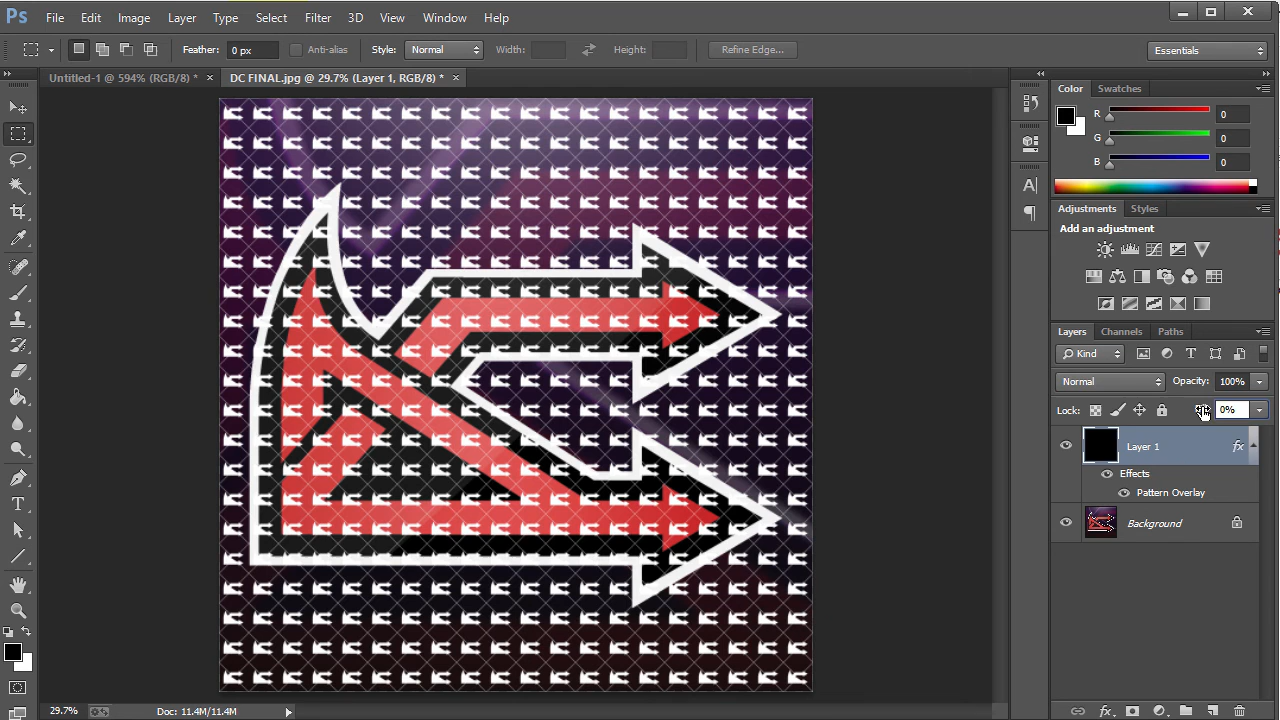 Ps File Edit Image Layer Type Select Filter 3D View Window Help
Feather: 0 px Anti-alias Style: Normal Width: Height: Refine Edge... Essentials
Untitled-1 @ 594% (RGB/8) * × DC FINAL.jpg @ 29.7% (Layer 1, RGB/8) * ×
Color Swatches
R 0
G 0
B 0
Adjustments Styles
Add an adjustment
Layers Channels Paths
Kind T
Normal Opacity: 100%
Lock: 0%
Layer 1 fx
Effects
Pattern Overlay
Background
A
T
29.7% Doc: 11.4M/11.4M fx